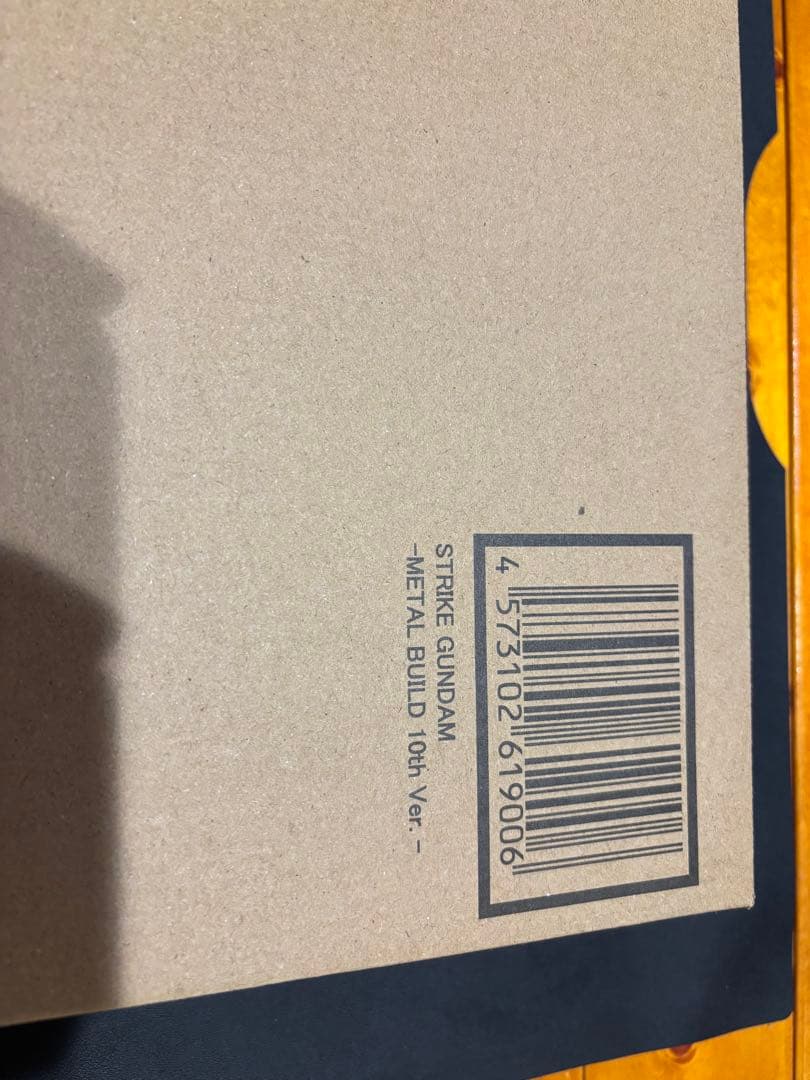 STRIKE GUNDAM
-METAL BUILD 10th Ver. -
4 573102 619006